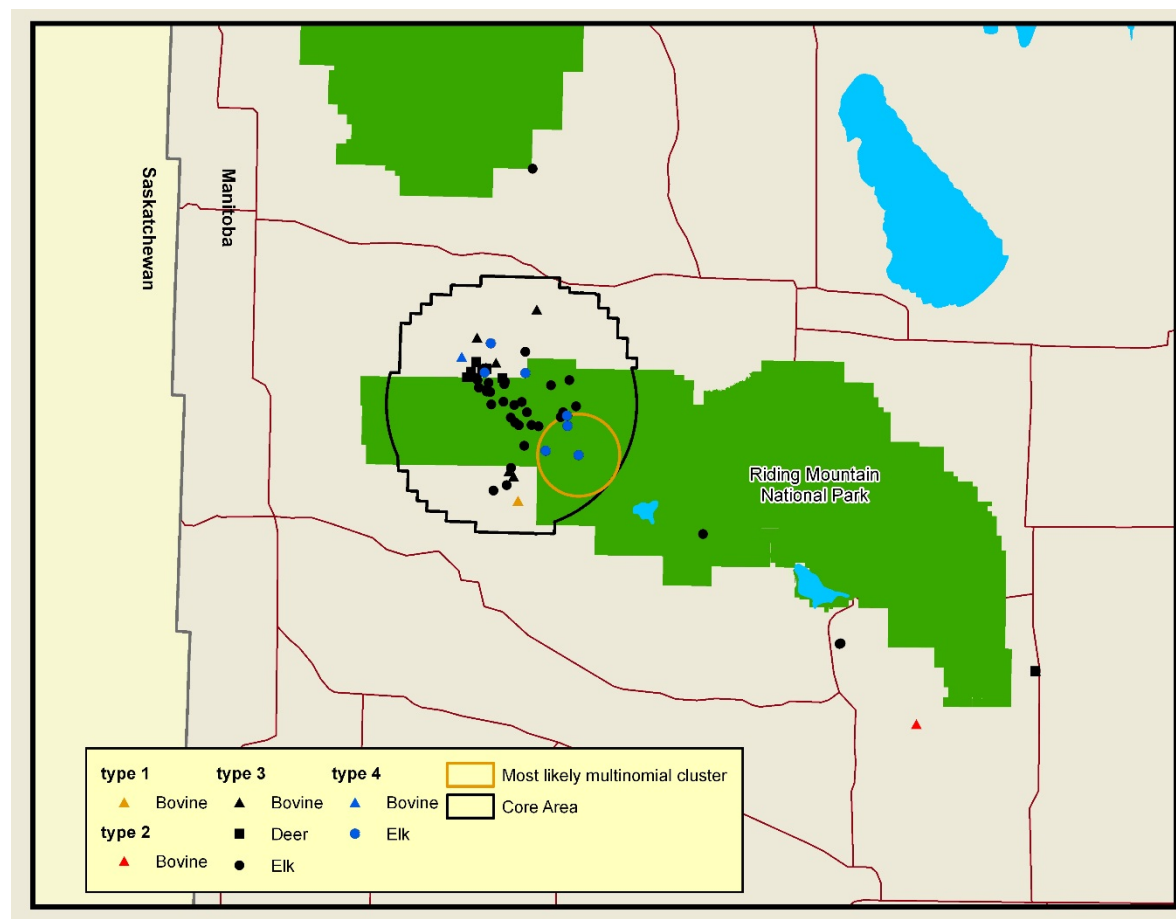 Saskatchewan
Manitoba
Riding Mountain
National Park
type 1
Bovine
type 2
Bovine
type 3
Bovine
Deer
Elk
type 4
Bovine
Elk
Most likely multinomial cluster
Core Area